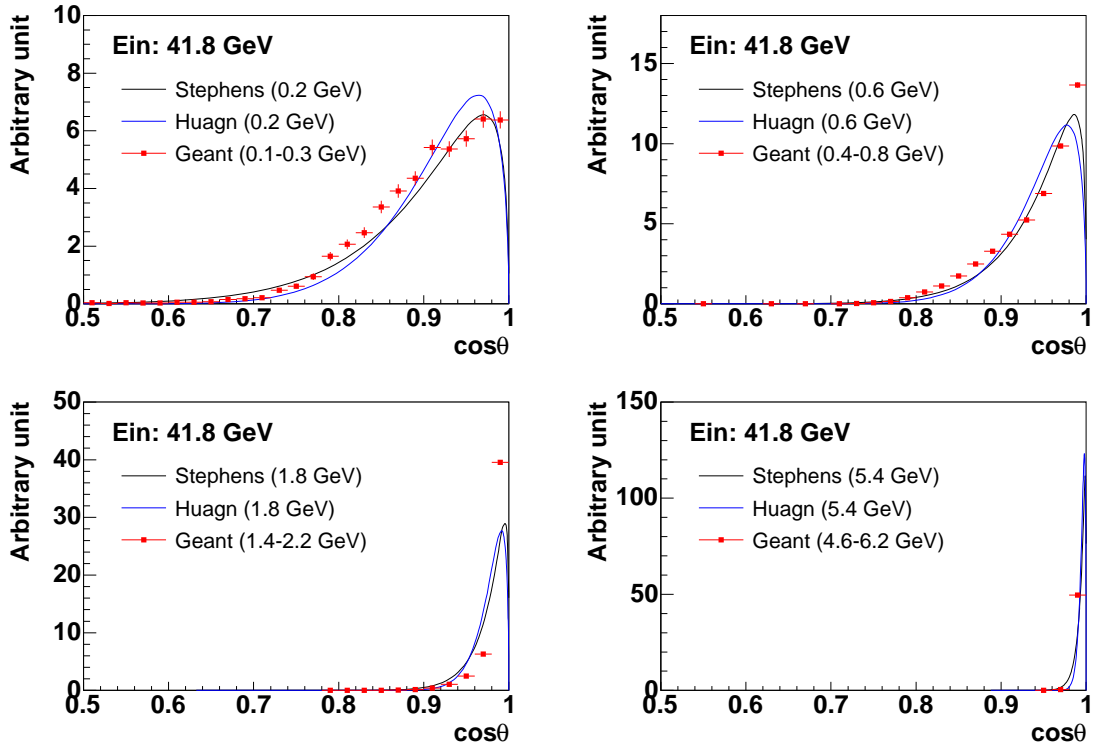 Arbitrary unit
10
8
6
4
2
0
Ein: 41.8 GeV
Stephens (0.2 GeV)
Huagn (0.2 GeV)
Geant (0.1-0.3 GeV)
0.5 0.6 0.7 0.8 0.9 1
cosθ
Arbitrary unit
15
10
5
0
Ein: 41.8 GeV
Stephens (0.6 GeV)
Huagn (0.6 GeV)
Geant (0.4-0.8 GeV)
0.5 0.6 0.7 0.8 0.9 1
cosθ
Arbitrary unit
50
40
30
20
10
0
Ein: 41.8 GeV
Stephens (1.8 GeV)
Huagn (1.8 GeV)
Geant (1.4-2.2 GeV)
0.5 0.6 0.7 0.8 0.9 1
cosθ
Arbitrary unit
150
100
50
0
Ein: 41.8 GeV
Stephens (5.4 GeV)
Huagn (5.4 GeV)
Geant (4.6-6.2 GeV)
0.5 0.6 0.7 0.8 0.9 1
cosθ